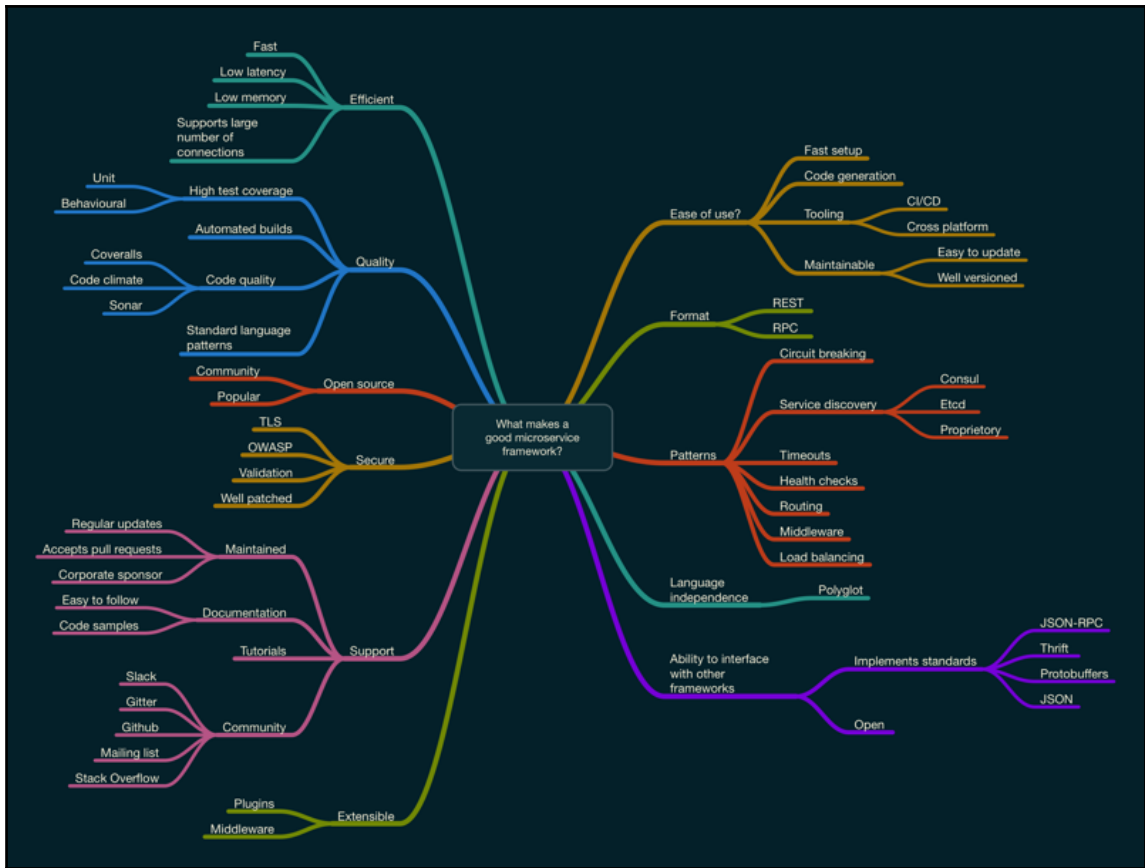 Fast
Low latency
Low memory
Efficient
Supports large
number of
connections
Unit
Behavioural
High test coverage
Automated builds
Quality
Coveralls
Code climate
Sonar
Code quality
Standard language
patterns
Community
Popular
Open source
TLS
OWASP
Validation
Well patched
Secure
Regular updates
Accepts pull requests
Corporate sponsor
Maintained
Easy to follow
Code samples
Documentation
Tutorials
Support
Slack
Gitter
Github
Mailing list
Stack Overflow
Community
Plugins
Middleware
Extensible
What makes a
good microservice
framework?
Ease of use?
Fast setup
Code generation
Tooling
CI/CD
Cross platform
Maintainable
Easy to update
Well versioned
Format
REST
RPC
Patterns
Circuit breaking
Service discovery
Consul
Etcd
Proprietory
Timeouts
Health checks
Routing
Middleware
Load balancing
Language
independence
Polyglot
Ability to interface
with other
frameworks
Implements standards
JSON-RPC
Thrift
Protobuffers
JSON
Open